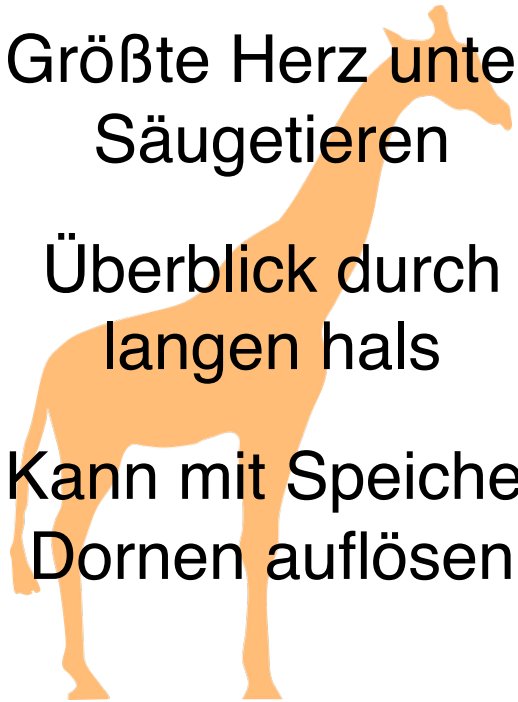 Größte Herz unte
Säugetieren
Überblick durch
langen hals
Kann mit Speiche
Dornen auflösen